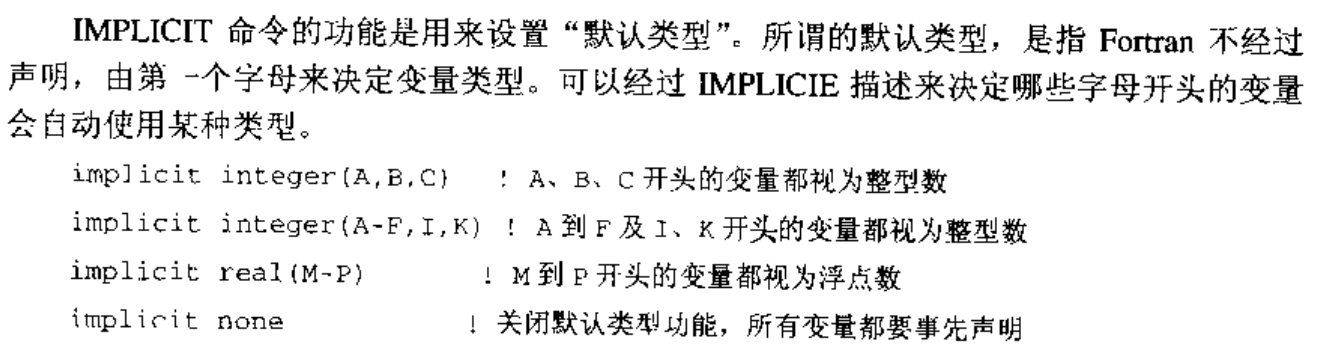 IMPLICIT 命令的功能是用来设置“默认类型”。所谓的默认类型，是指 Fortran 不经过
声明，由第一个字母来决定变量类型。可以经过 IMPLICIE 描述来决定哪些字母开头的变量
会自动使用某种类型。
implicit integer(A,B,C) ! A、B、C 开头的变量都视为整型数
implicit integer(A-F,I,K) ! A 到 F 及 I、K 开头的变量都视为整型数
implicit real(M-P) ! M 到 P 开头的变量都视为浮点数
implicit none ! 关闭默认类型功能，所有变量都要事先声明